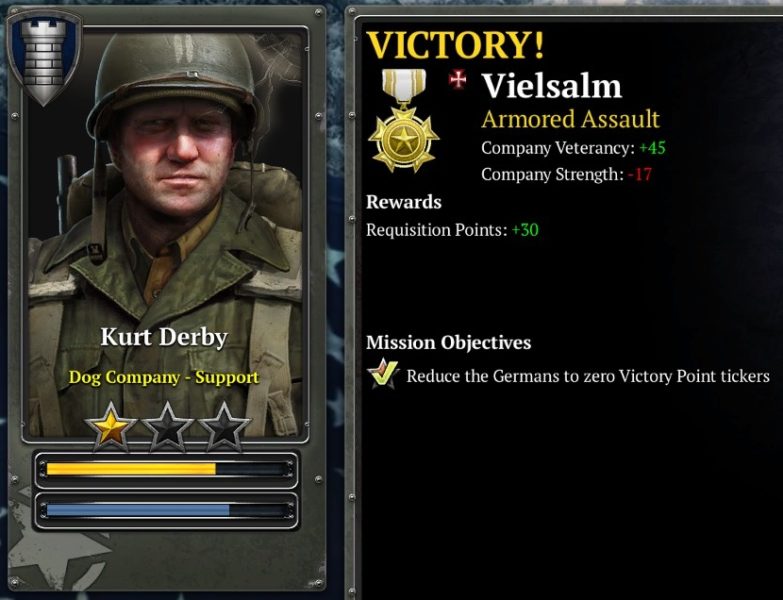 Kurt Derby
Dog Company - Support
VICTORY!
Vielsalm
Armored Assault
Company Veterancy: +45
Company Strength: -17
Rewards
Requisition Points: +30
Mission Objectives
Reduce the Germans to zero Victory Point tickers